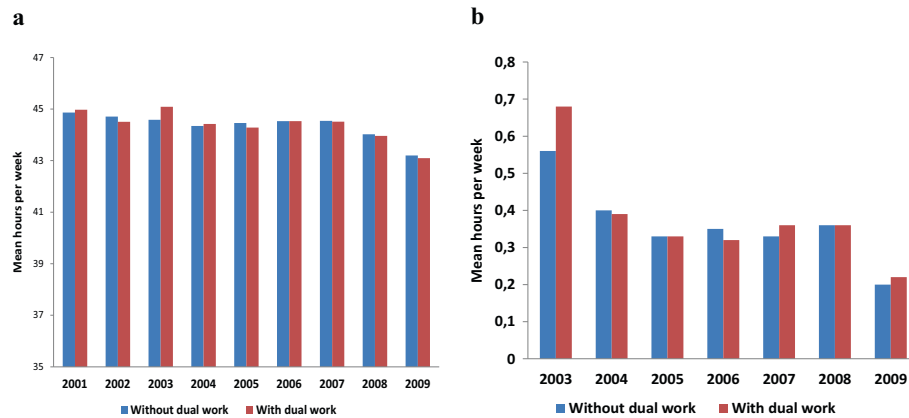 a
Mean hours per week
47
45
43
41
39
37
35
2001 2002 2003 2004 2005 2006 2007 2008 2009
Without dual work With dual work
b
Mean hours per week
0,8
0,7
0,6
0,5
0,4
0,3
0,2
0,1
0
2003 2004 2005 2006 2007 2008 2009
Without dual work With dual work